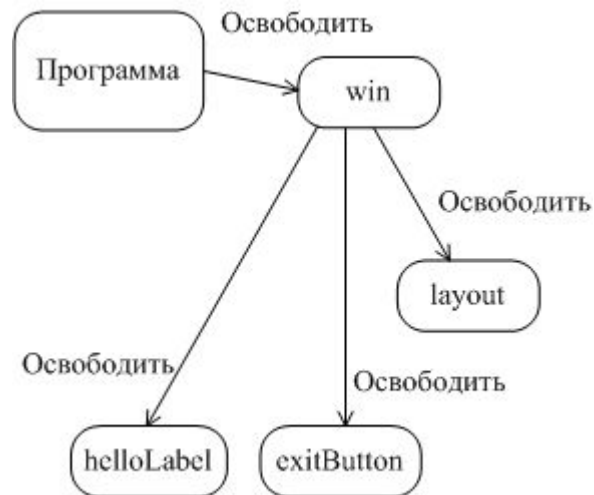 Освободить
Программа
win
Освободить
layout
Освободить
Освободить
helloLabel
exitButton